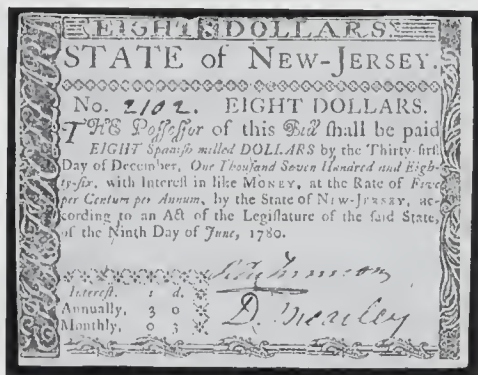 EIGHT DOLLARS.
STATE of NEW-JERSEY.
No. 2102. EIGHT DOLLARS.
THE Poſſeſſor of this Bill ſhall be paid
EIGHT Spaniſh milled DOLLARS by the Thirty-firſt
Day of December, One Thouſand Seven Hundred and Eigh-
ty-ſix, with Intereſt in like MONEY, at the Rate of Five
per Centum per Annum, by the State of NEW-JERSEY, ac-
cording to an Act of the Legiſlature of the ſaid State,
of the Ninth Day of June, 1780.
Intereſt. s d.
Annually, 3 0
Monthly, 0 3
D. Brearley